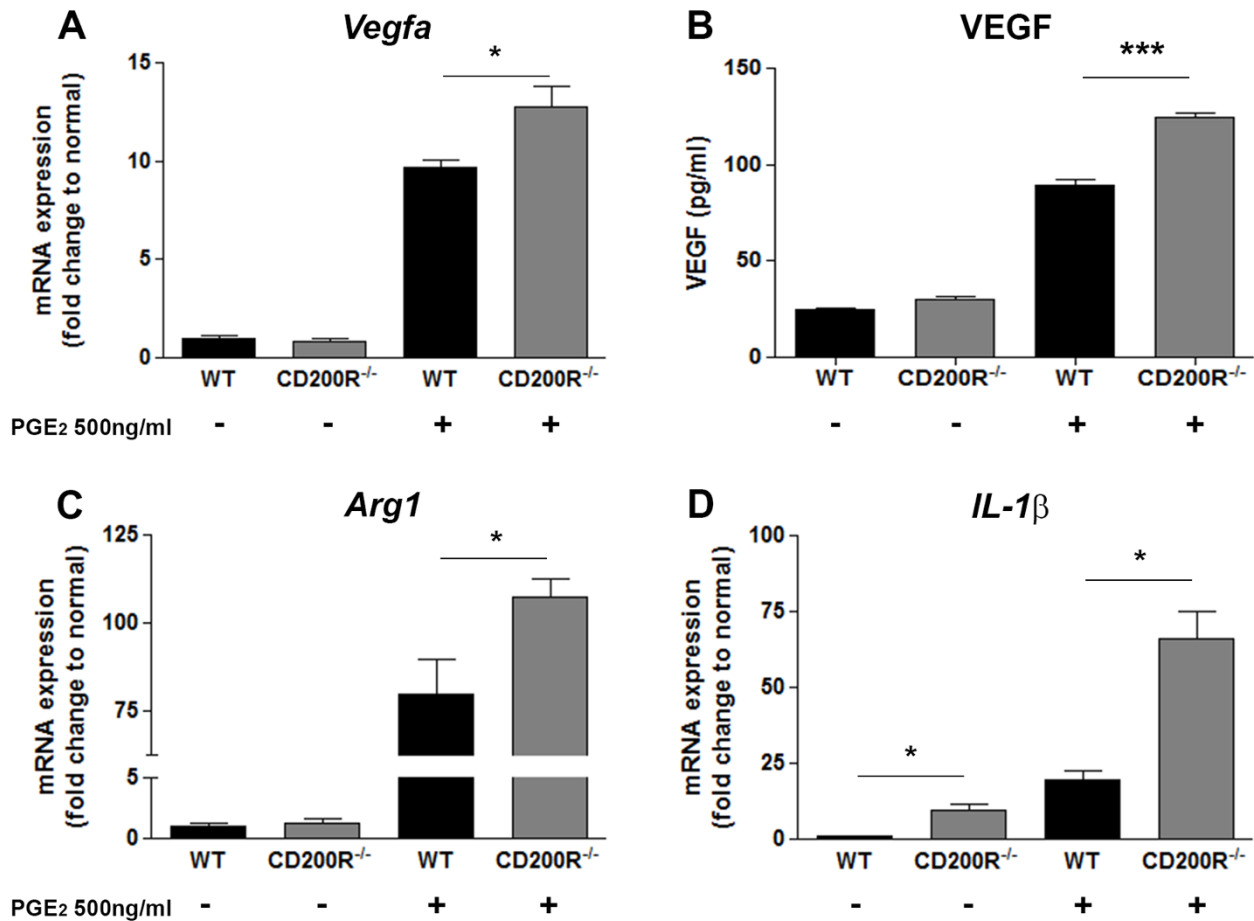 A
Vegfa
mRNA expression
(fold change to normal)
15
10
5
0
*
WT
CD200R-/-
WT
CD200R-/-
PGE2 500ng/ml
-
-
+
+
B
VEGF
VEGF (pg/ml)
150
100
50
0
***
WT
CD200R-/-
WT
CD200R-/-
-
-
+
+
C
Arg1
mRNA expression
(fold change to normal)
125
100
75
5
0
*
WT
CD200R-/-
WT
CD200R-/-
PGE2 500ng/ml
-
-
+
+
D
IL-1β
mRNA expression
(fold change to normal)
100
75
50
25
0
*
*
WT
CD200R-/-
WT
CD200R-/-
-
-
+
+